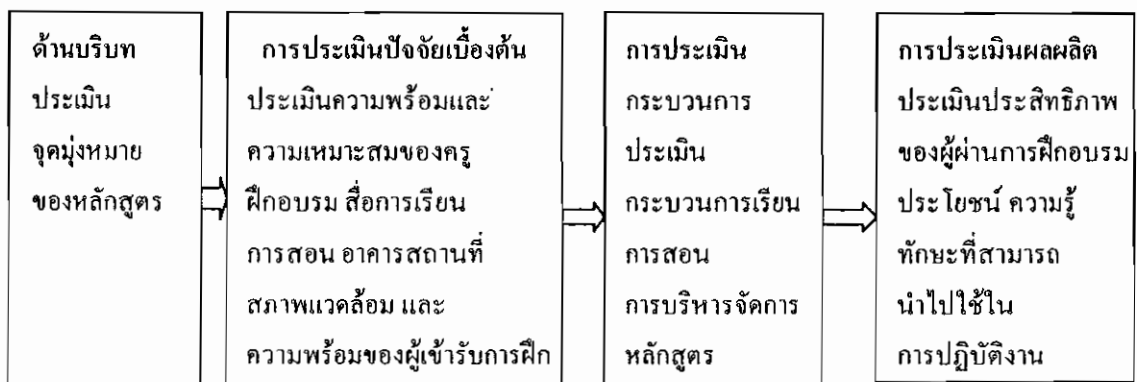 ด้านบริบท
ประเมิน
จุดมุ่งหมาย
ของหลักสูตร
การประเมินปัจจัยเบื้องต้น
ประเมินความพร้อมและ
ความเหมาะสมของครู
ฝึกอบรม สื่อการเรียน
การสอน อาคารสถานที่
สภาพแวดล้อม และ
ความพร้อมของผู้เข้ารับการฝึก
การประเมิน
กระบวนการ
ประเมิน
กระบวนการเรียน
การสอน
การบริหารจัดการ
หลักสูตร
การประเมินผลผลิต
ประเมินประสิทธิภาพ
ของผู้ผ่านการฝึกอบรม
ประโยชน์ ความรู้
ทักษะที่สามารถ
นำไปใช้ใน
การปฏิบัติงาน